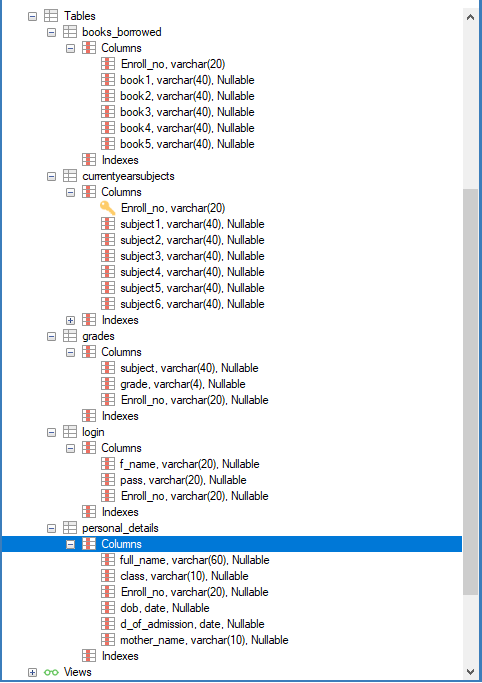 Tables
books_borrowed
Columns
Enroll_no, varchar(20)
book1, varchar(40), Nullable
book2, varchar(40), Nullable
book3, varchar(40), Nullable
book4, varchar(40), Nullable
book5, varchar(40), Nullable
Indexes
currentyearsubjects
Columns
Enroll_no, varchar(20)
subject1, varchar(40), Nullable
subject2, varchar(40), Nullable
subject3, varchar(40), Nullable
subject4, varchar(40), Nullable
subject5, varchar(40), Nullable
subject6, varchar(40), Nullable
Indexes
grades
Columns
subject, varchar(40), Nullable
grade, varchar(4), Nullable
Enroll_no, varchar(20), Nullable
Indexes
login
Columns
f_name, varchar(20), Nullable
pass, varchar(20), Nullable
Enroll_no, varchar(20), Nullable
Indexes
personal_details
Columns
full_name, varchar(60), Nullable
class, varchar(10), Nullable
Enroll_no, varchar(20), Nullable
dob, date, Nullable
d_of_admission, date, Nullable
mother_name, varchar(10), Nullable
Indexes
Views